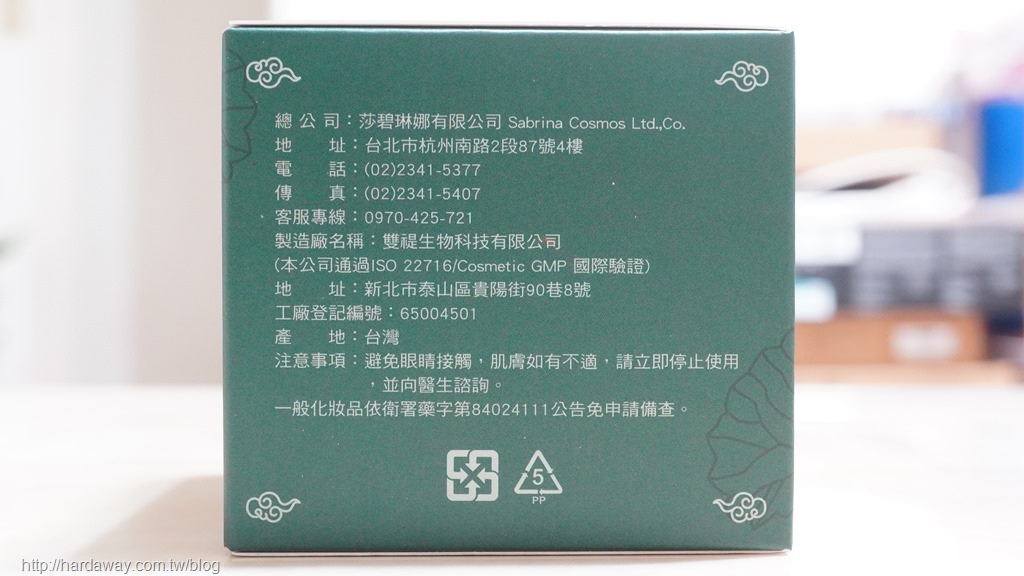 總 公 司：莎碧琳娜有限公司 Sabrina Cosmos Ltd.,Co.
地　　址：台北市杭州南路2段87號4樓
電　　話：(02)2341-5377
傳　　真：(02)2341-5407
客服專線：0970-425-721
製造廠名稱：雙禔生物科技有限公司
(本公司通過ISO 22716/Cosmetic GMP 國際驗證)
地　　址：新北市泰山區貴陽街90巷8號
工廠登記編號：65004501
產　　地：台灣
注意事項：避免眼睛接觸，肌膚如有不適，請立即停止使用
，並向醫生諮詢。
一般化妝品依衛署藥字第84024111公告免申請備查。
5
PP
http://hardaway.com.tw/blog